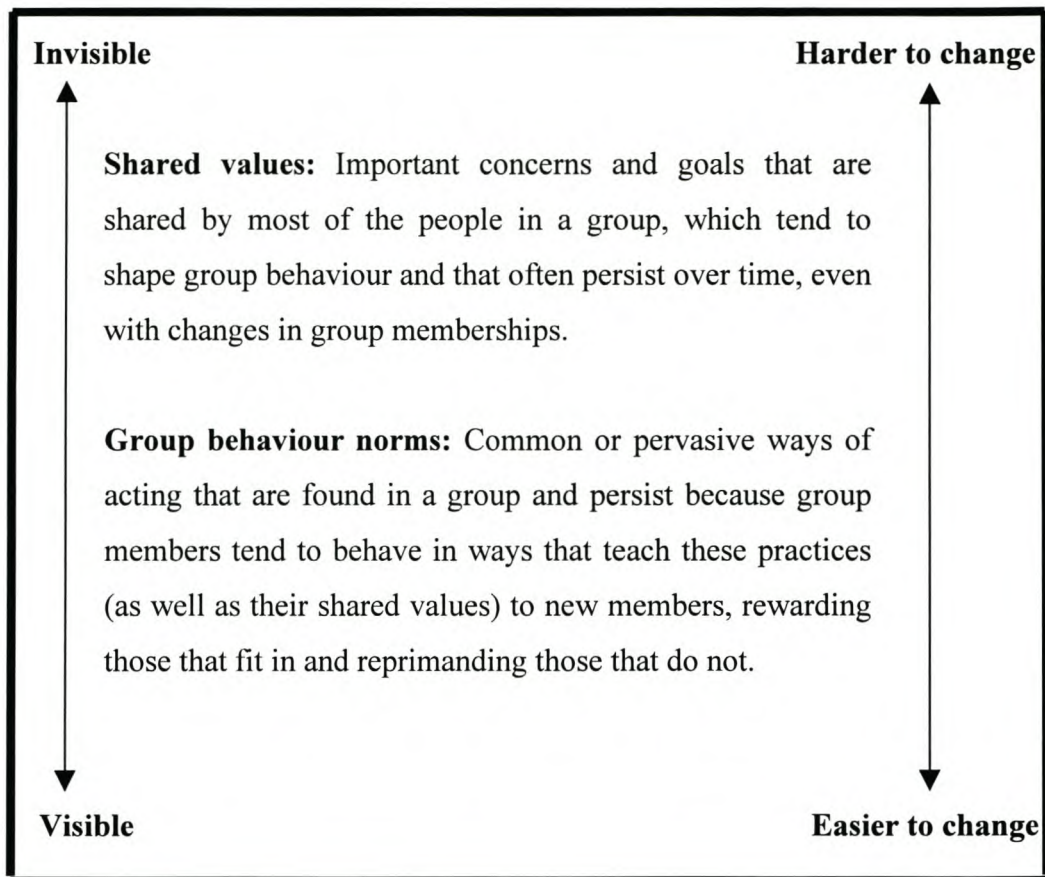 Invisible Harder to change
Shared values: Important concerns and goals that are
shared by most of the people in a group, which tend to
shape group behaviour and that often persist over time, even
with changes in group memberships.
Group behaviour norms: Common or pervasive ways of
acting that are found in a group and persist because group
members tend to behave in ways that teach these practices
(as well as their shared values) to new members, rewarding
those that fit in and reprimanding those that do not.
Visible Easier to change